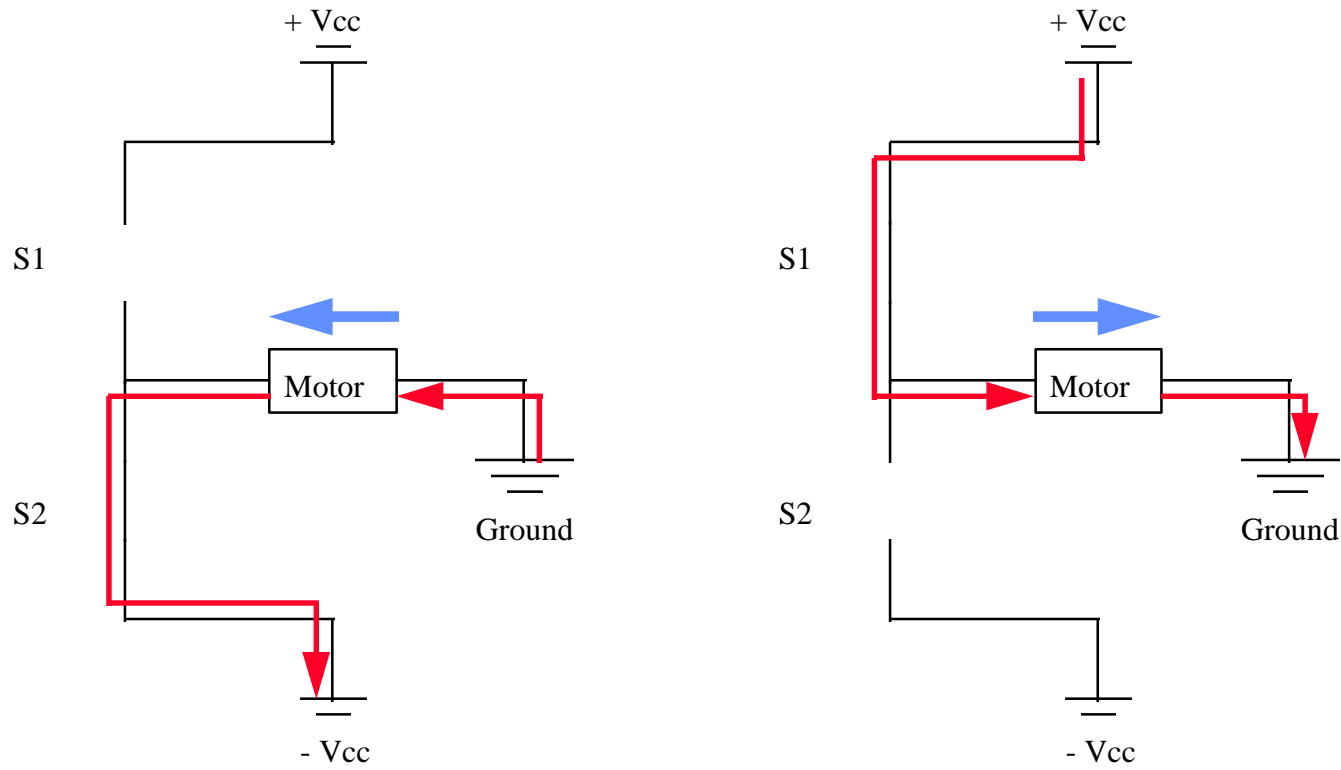 + Vcc
S1
Motor
S2
Ground
- Vcc
+ Vcc
S1
Motor
S2
Ground
- Vcc